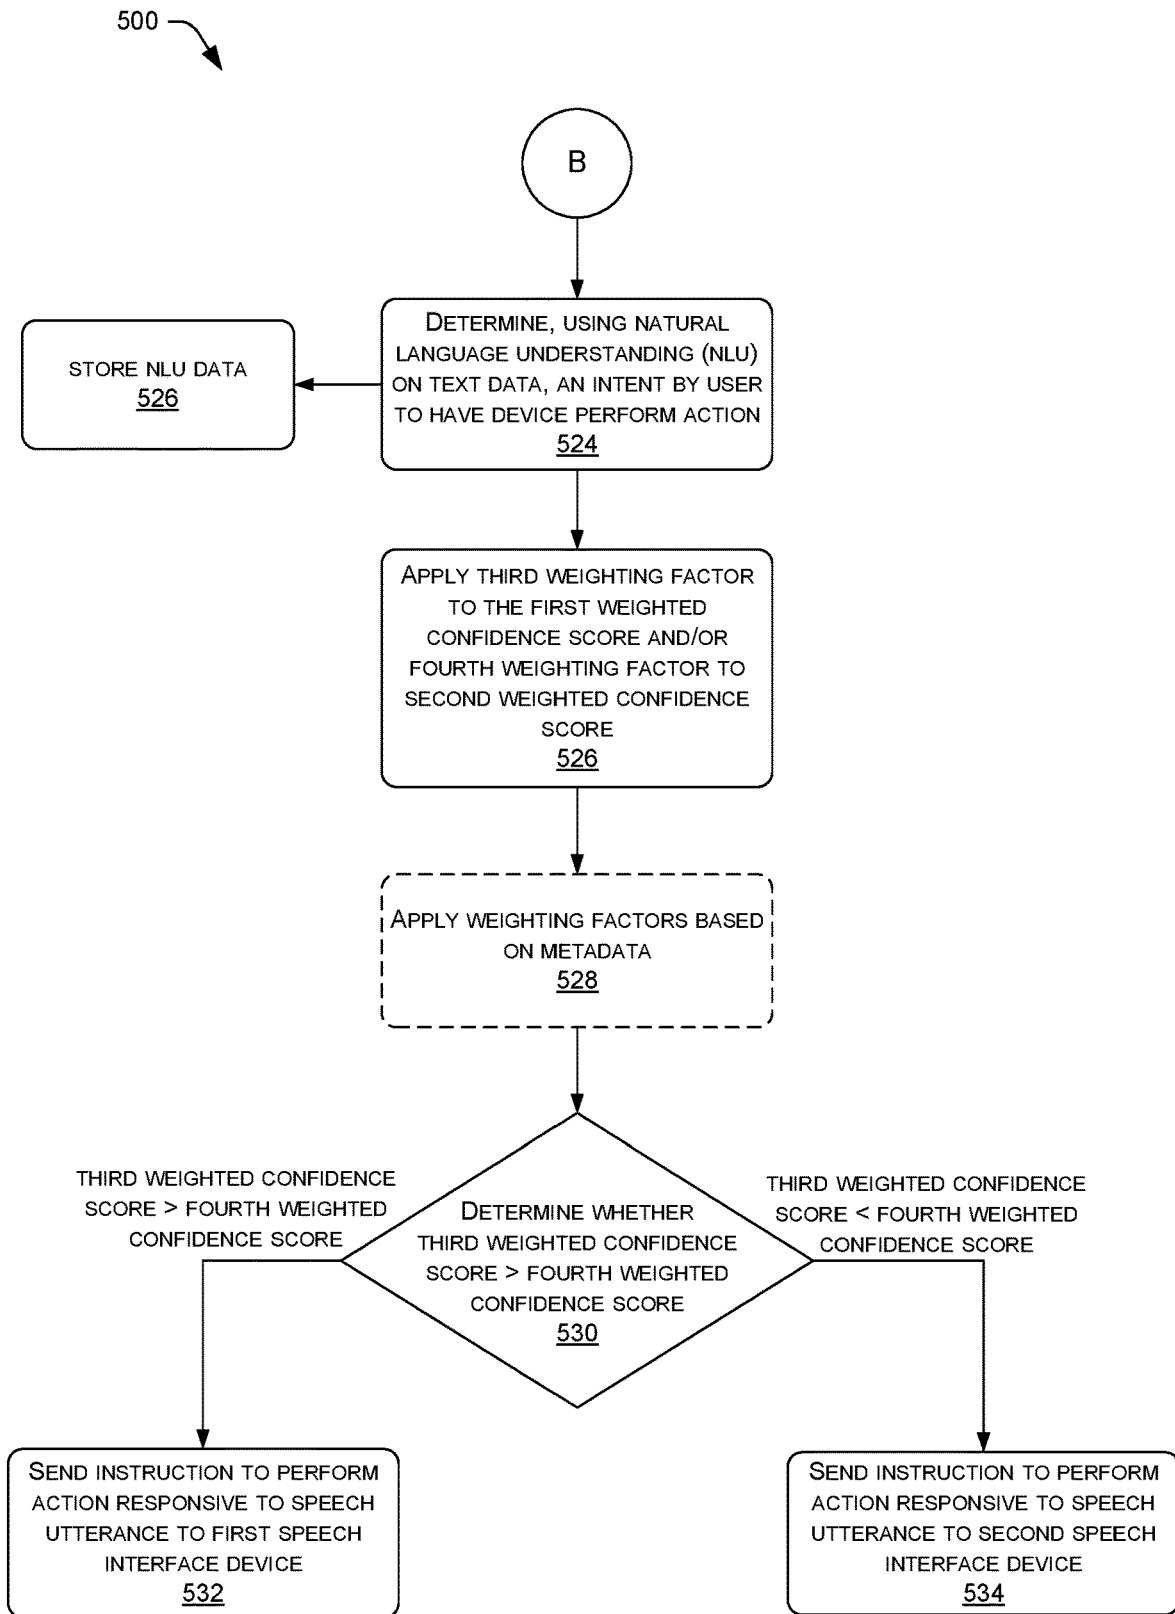 500
B
DETERMINE, USING NATURAL
LANGUAGE UNDERSTANDING (NLU)
ON TEXT DATA, AN INTENT BY USER
TO HAVE DEVICE PERFORM ACTION
524
STORE NLU DATA
526
APPLY THIRD WEIGHTING FACTOR
TO THE FIRST WEIGHTED
CONFIDENCE SCORE AND/OR
FOURTH WEIGHTING FACTOR TO
SECOND WEIGHTED CONFIDENCE
SCORE
526
APPLY WEIGHTING FACTORS BASED
ON METADATA
528
THIRD WEIGHTED CONFIDENCE
SCORE > FOURTH WEIGHTED
CONFIDENCE SCORE
DETERMINE WHETHER
THIRD WEIGHTED CONFIDENCE
SCORE > FOURTH WEIGHTED
CONFIDENCE SCORE
530
THIRD WEIGHTED CONFIDENCE
SCORE < FOURTH WEIGHTED
CONFIDENCE SCORE
SEND INSTRUCTION TO PERFORM
ACTION RESPONSIVE TO SPEECH
UTTERANCE TO FIRST SPEECH
INTERFACE DEVICE
532
SEND INSTRUCTION TO PERFORM
ACTION RESPONSIVE TO SPEECH
UTTERANCE TO SECOND SPEECH
INTERFACE DEVICE
534